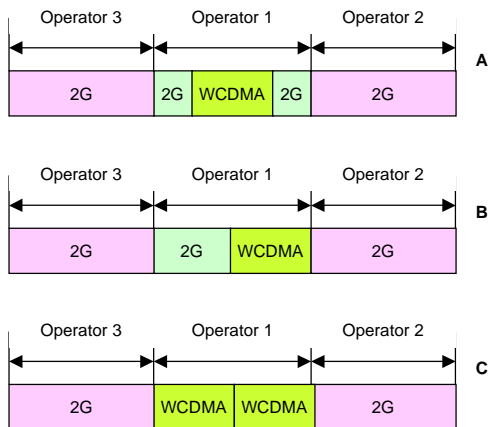 Operator 3 Operator 1 Operator 2
A
2G 2G WCDMA 2G 2G
Operator 3 Operator 1 Operator 2
B
2G 2G WCDMA 2G
Operator 3 Operator 1 Operator 2
C
2G WCDMA WCDMA 2G